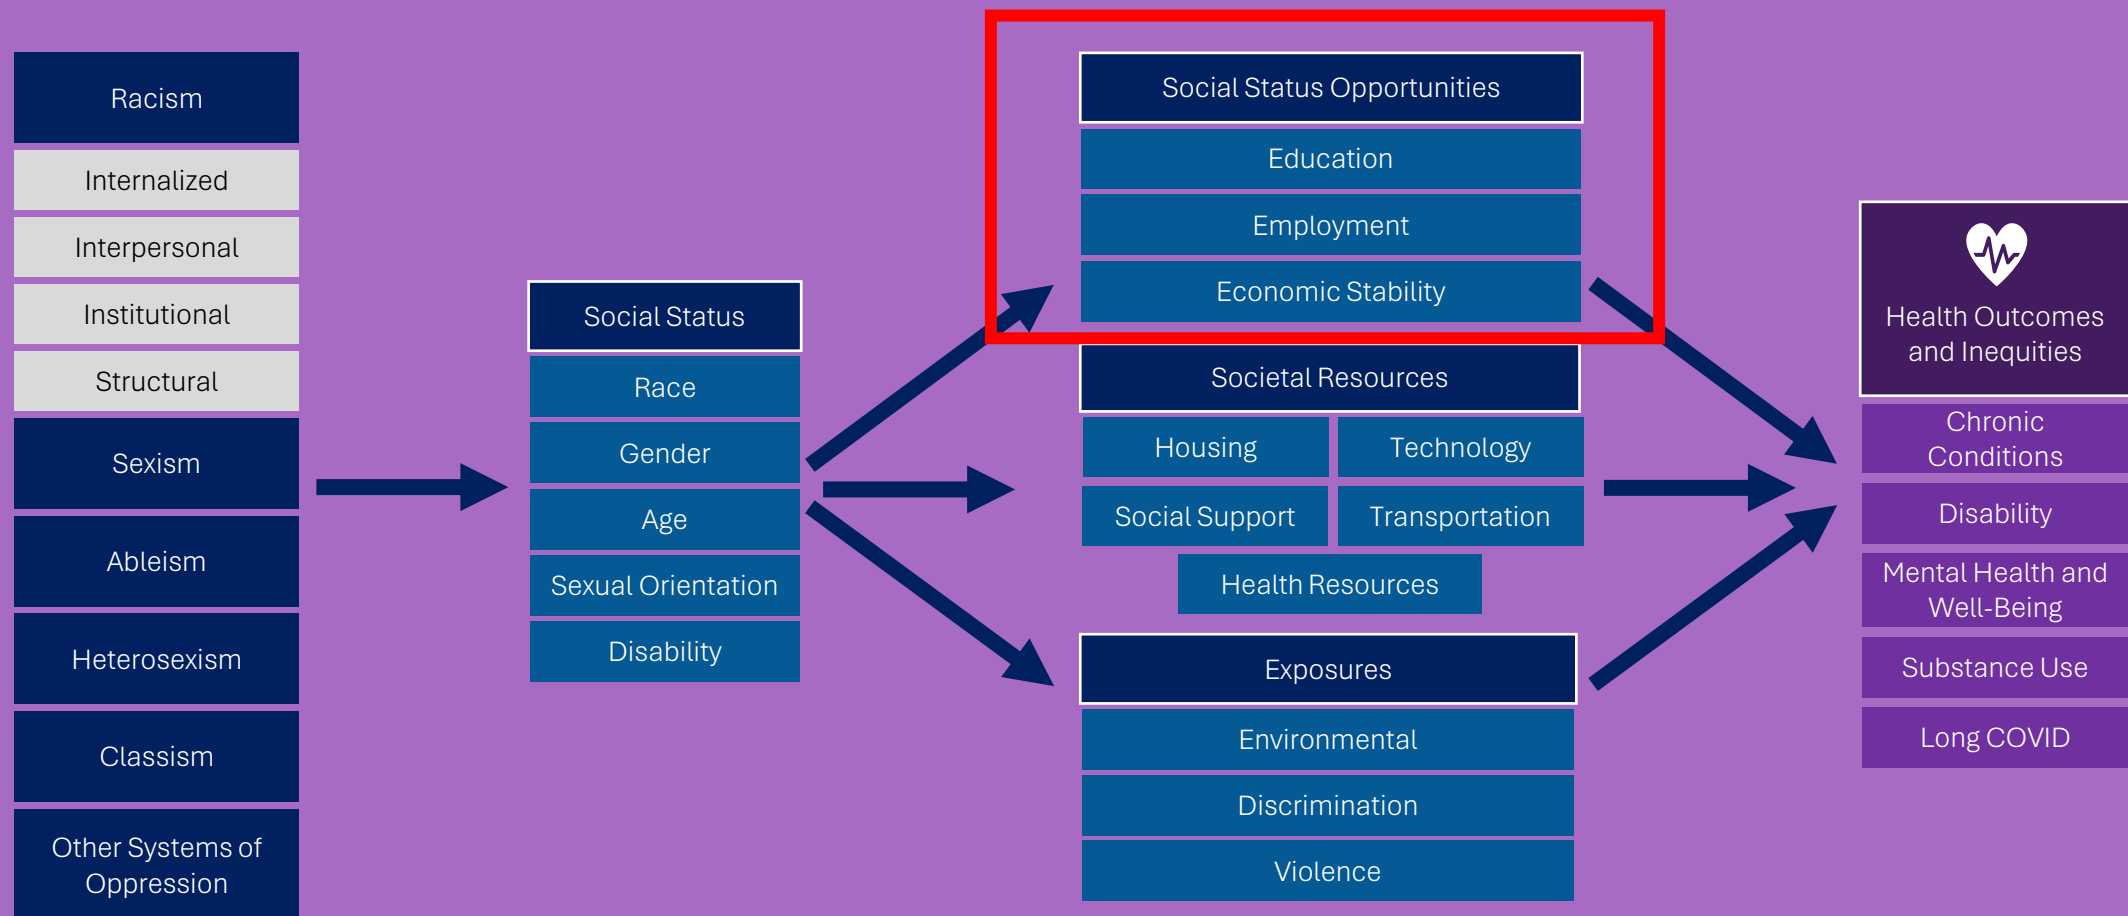 Racism
Internalized
Interpersonal
Institutional
Structural
Sexism
Ableism
Heterosexism
Classism
Other Systems of
Oppression
Social Status
Race
Gender
Age
Sexual Orientation
Disability
Social Status Opportunities
Education
Employment
Economic Stability
Societal Resources
Housing
Technology
Social Support
Transportation
Health Resources
Exposures
Environmental
Discrimination
Violence
Health Outcomes
and Inequities
Chronic
Conditions
Disability
Mental Health and
Well-Being
Substance Use
Long COVID